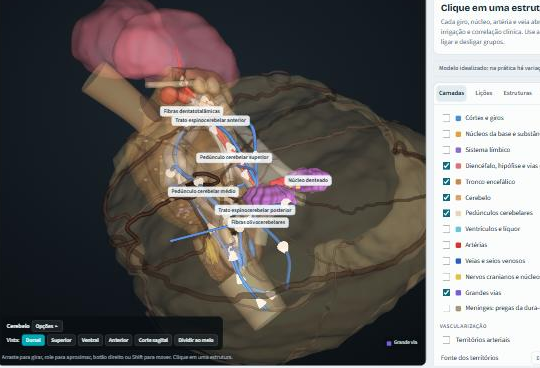 Clique em uma estrut
Cada giro, núcleo, artéria e veia abr
irrigação e correlação clínica. Use a
ligar e desligar grupos.
Modelo idealizado: na prática há variaç
Camadas Lições Estruturas
Córtex e giros
Núcleos da base e substân
Sistema límbico
Diencéfalo, hipófise e vias
Tronco encefálico
Cerebelo
Pedúnculos cerebelares
Ventrículos e líquor
Artérias
Veias e seios venosos
Nervos cranianos e núcleo
Grandes vias
Meninges: pregas da dura-
VASCULARIZAÇÃO
Territórios arteriais
Fonte dos territórios
Fibras dentatotalâmicas
Trato espinocerebelar anterior
Pedúnculo cerebelar superior
Núcleo denteado
Pedúnculo cerebelar médio
Trato espinocerebelar posterior
Fibras olivocerebelares
Cerebelo Opções
Vista: Dorsal Superior Ventral Anterior Corte sagital Dividir ao meio
Grande via
Arraste para girar, role para aproximar, botão direito ou Shift para mover. Clique em uma estrutura.